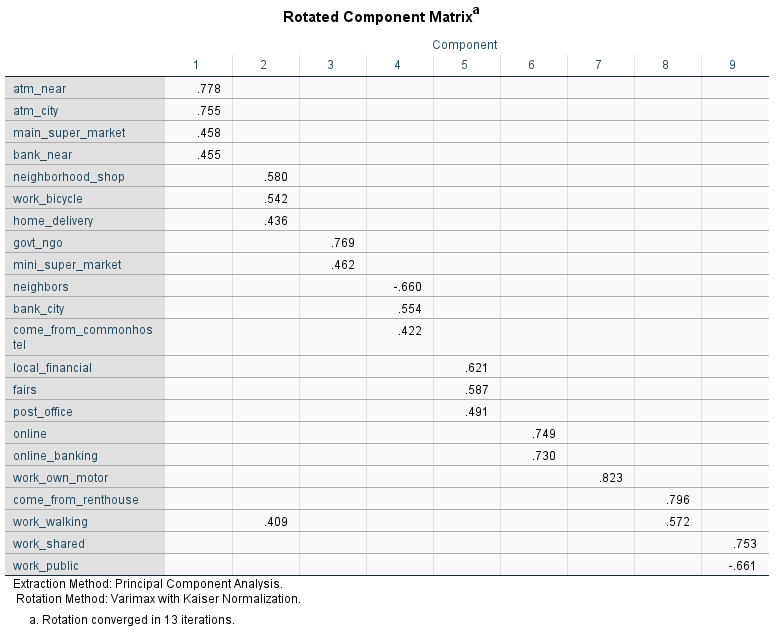 Rotated Component Matrixa
Component
1 2 3 4 5 6 7 8 9
atm_near .778
atm_city .755
main_super_market .458
bank_near .455
neighborhood_shop .580
work_bicycle .542
home_delivery .436
govt_ngo .769
mini_super_market .462
neighbors -.660
bank_city .554
come_from_commonhos .422
tel
local_financial .621
fairs .587
post_office .491
online .749
online_banking .730
work_own_motor .823
come_from_renthouse .796
work_walking .409 .572
work_shared .753
work_public -.661
Extraction Method: Principal Component Analysis.
Rotation Method: Varimax with Kaiser Normalization.
a. Rotation converged in 13 iterations.